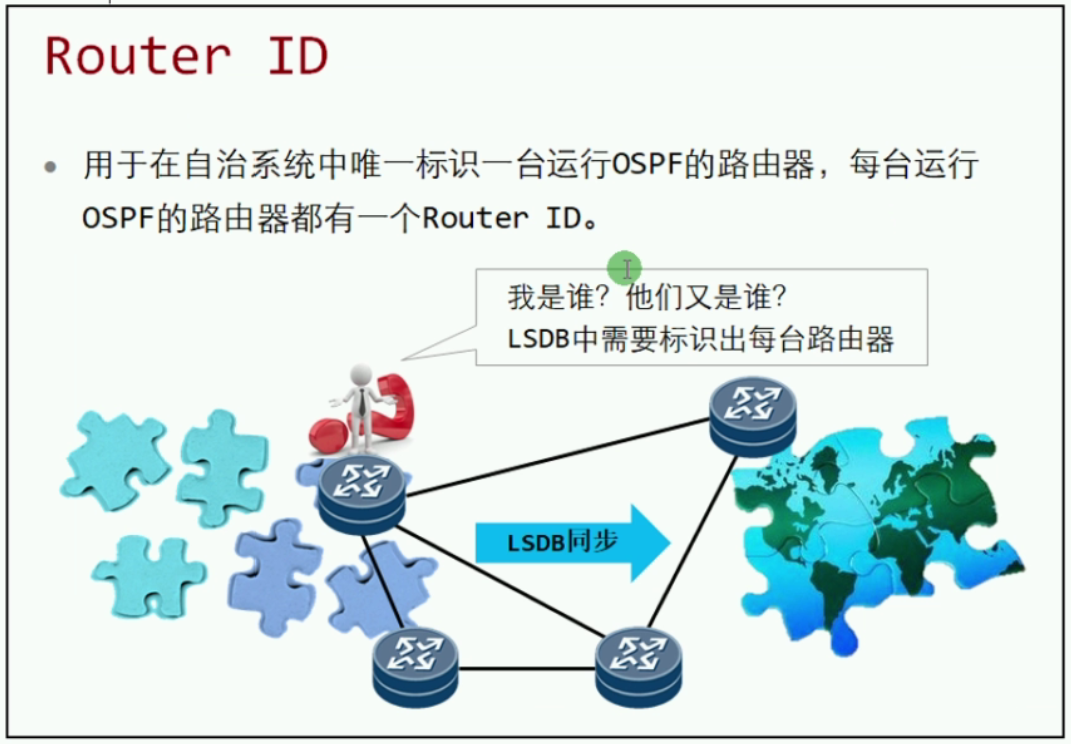 Router ID
• 用于在自治系统中唯一标识一台运行OSPF的路由器，每台运行
OSPF的路由器都有一个Router ID。
我是�？他们又是谁？
LSDB中需要标识出每台路由器
LSDB同步